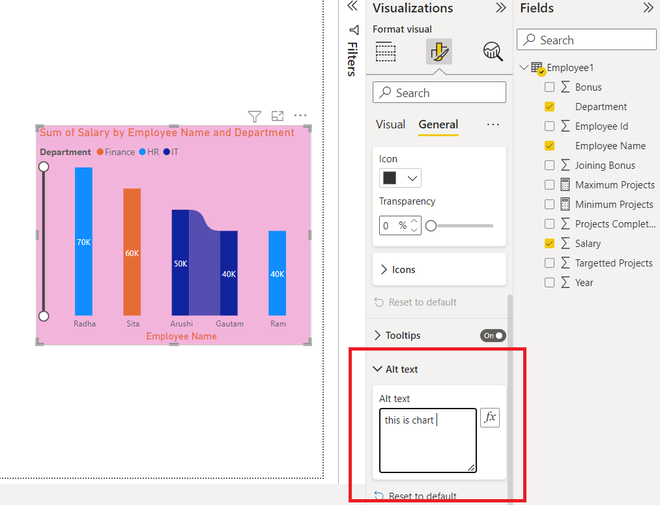 Sum of Salary by Employee Name and Department
Department Finance HR IT
70K
60K
50K
40K
40K
Radha Sita Arushi Gautam Ram
Employee Name
Filters
Visualizations
Format visual
Search
Visual General
Icon
Transparency
0 %
Icons
Reset to default
Tooltips On
Alt text
Alt text
this is chart
fx
Reset to default
Fields
Search
Employee1
Bonus
Department
Employee Id
Employee Name
Joining Bonus
Maximum Projects
Minimum Projects
Projects Complet...
Salary
Targetted Projects
Year